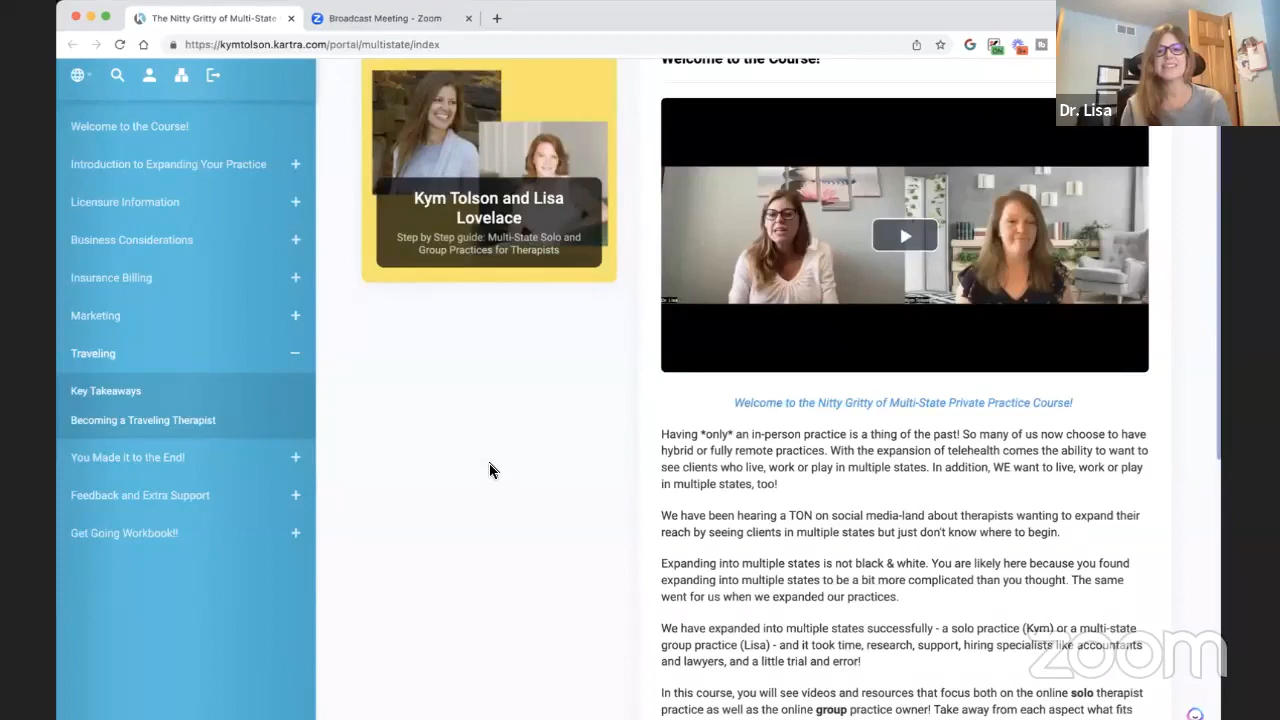 The Nitty Gritty of Multi-State
Broadcast Meeting - Zoom
https://kymtolson.kartra.com/portal/multistate/index
Dr. Lisa
Welcome to the Course!
Introduction to Expanding Your Practice
Licensure Information
Business Considerations
Insurance Billing
Marketing
Traveling
Key Takeaways
Becoming a Traveling Therapist
You Made it to the End!
Feedback and Extra Support
Get Going Workbook!!
Kym Tolson and Lisa
Lovelace
Step by Step guide: Multi-State Solo and
Group Practices for Therapists
Welcome to the Course!
Dr. Lisa
Kym Tolson
Welcome to the Nitty Gritty of Multi-State Private Practice Course!
Having *only* an in-person practice is a thing of the past! So many of us now choose to have
hybrid or fully remote practices. With the expansion of telehealth comes the ability to want to
see clients who live, work or play in multiple states. In addition, WE want to live, work or play
in multiple states, too!
We have been hearing a TON on social media-land about therapists wanting to expand their
reach by seeing clients in multiple states but just don't know where to begin.
Expanding into multiple states is not black & white. You are likely here because you found
expanding into multiple states to be a bit more complicated than you thought. The same
went for us when we expanded our practices.
We have expanded into multiple states successfully - a solo practice (Kym) or a multi-state
group practice (Lisa) - and it took time, research, support, hiring specialists like accountants
and lawyers, and a little trial and error!
In this course, you will see videos and resources that focus both on the online solo therapist
practice as well as the online group practice owner! Take away from each aspect what fits
zoom